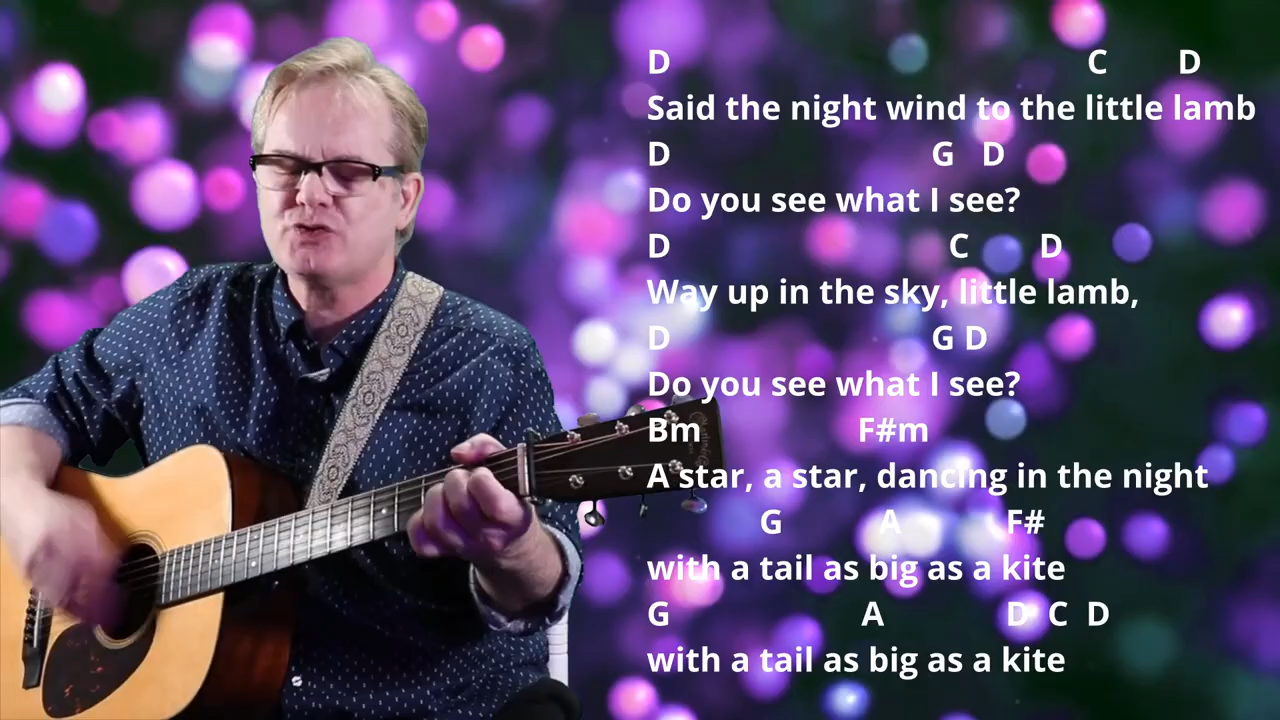 D C D
Said the night wind to the little lamb
D G D
Do you see what I see?
D C D
Way up in the sky, little lamb,
D G D
Do you see what I see?
Bm F#m
A star, a star, dancing in the night
G A F#
with a tail as big as a kite
G A D C D
with a tail as big as a kite